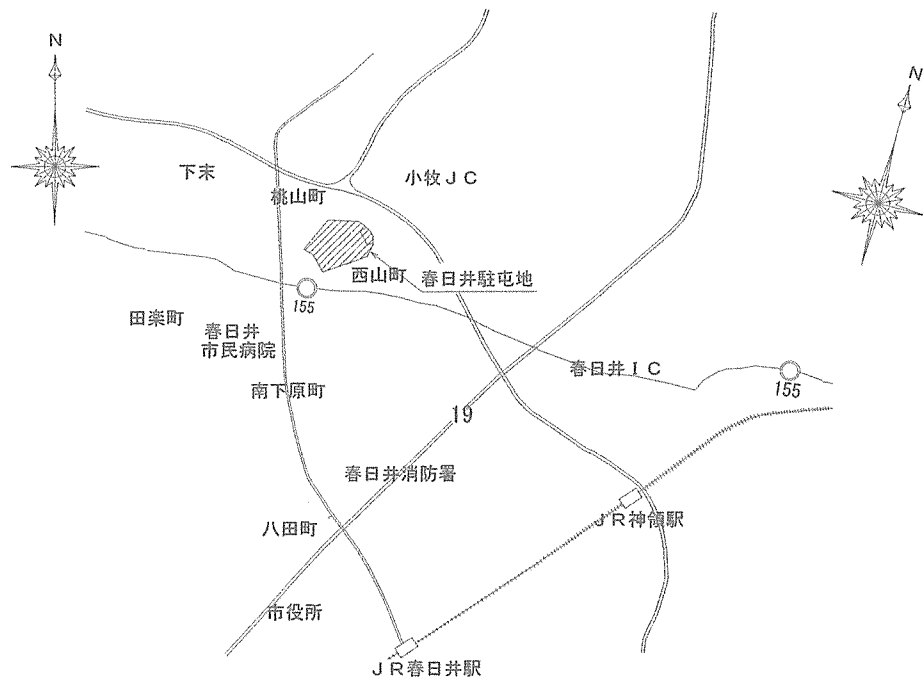 N
N
下末
小牧ＪＣ
桃山町
西山町
春日井駐屯地
155
田楽町
春日井
市民病院
春日井ＩＣ
155
南下原町
19
春日井消防署
八田町
ＪＲ神領駅
市役所
ＪＲ春日井駅